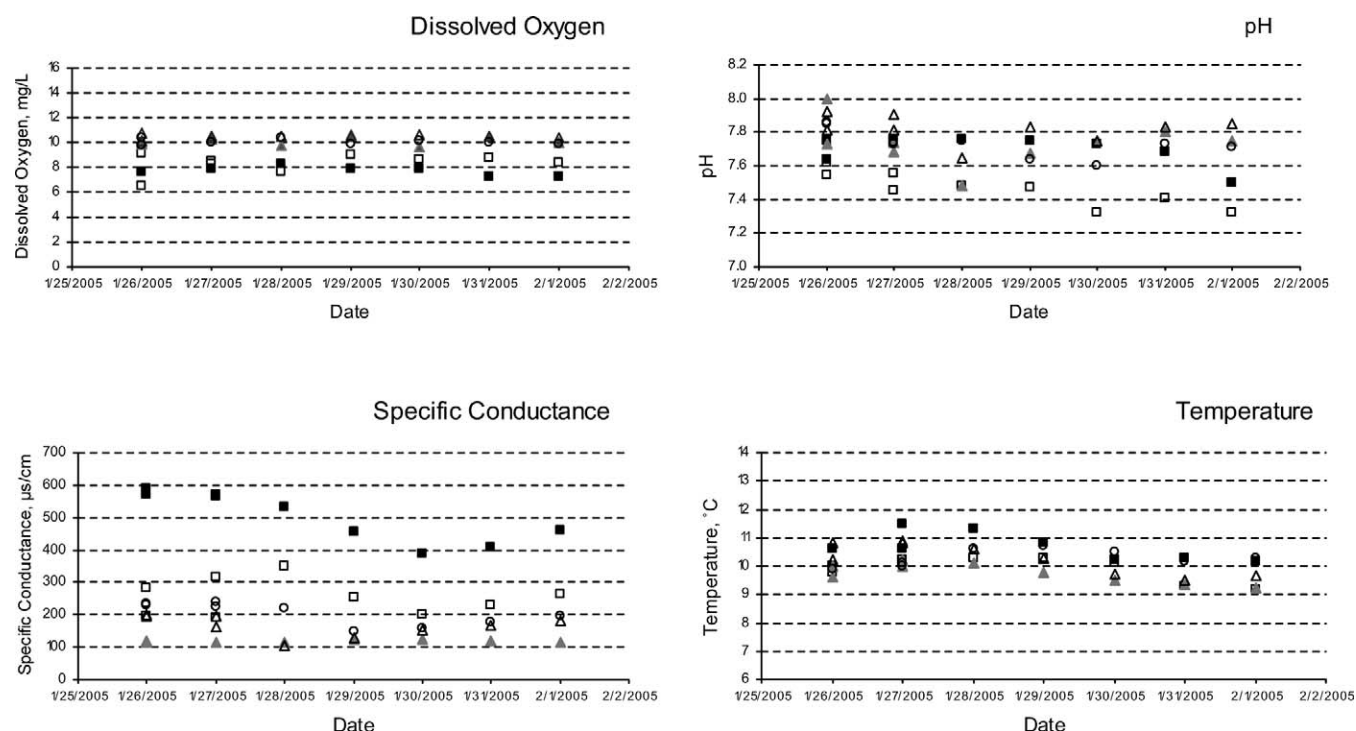 Dissolved Oxygen
Dissolved Oxygen, mg/L
16
14
12
10
8
6
4
2
0
1/25/2005 1/26/2005 1/27/2005 1/28/2005 1/29/2005 1/30/2005 1/31/2005 2/1/2005 2/2/2005
Date
pH
pH
8.2
8.0
7.8
7.6
7.4
7.2
7.0
1/25/2005 1/26/2005 1/27/2005 1/28/2005 1/29/2005 1/30/2005 1/31/2005 2/1/2005 2/2/2005
Date
Specific Conductance
Specific Conductance, µs/cm
700
600
500
400
300
200
100
0
1/25/2005 1/26/2005 1/27/2005 1/28/2005 1/29/2005 1/30/2005 1/31/2005 2/1/2005 2/2/2005
Date
Temperature
Temperature, ˚C
14
13
12
11
10
9
8
7
6
1/25/2005 1/26/2005 1/27/2005 1/28/2005 1/29/2005 1/30/2005 1/31/2005 2/1/2005 2/2/2005
Date